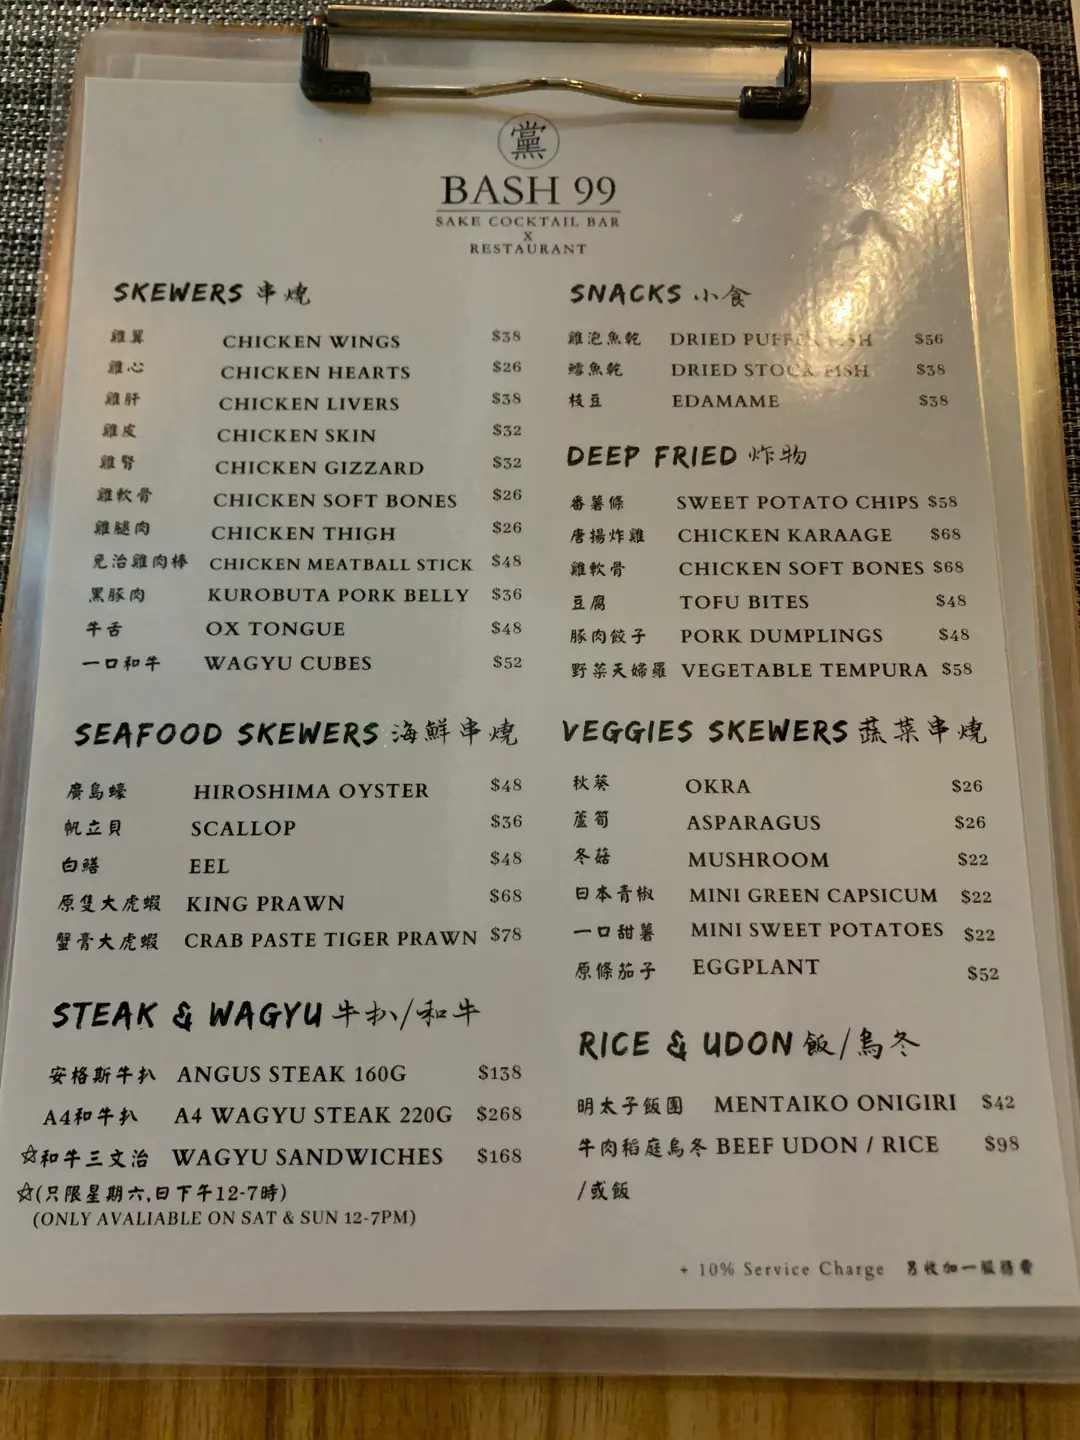 黨
BASH 99
SAKE COCKTAIL BAR
X
RESTAURANT
SKEWERS 串燒
雞翼 CHICKEN WINGS $38
雞心 CHICKEN HEARTS $26
雞肝 CHICKEN LIVERS $38
雞皮 CHICKEN SKIN $32
雞腎 CHICKEN GIZZARD $32
雞軟骨 CHICKEN SOFT BONES $26
雞腿肉 CHICKEN THIGH $26
免治雞肉棒 CHICKEN MEATBALL STICK $48
黑豚肉 KUROBUTA PORK BELLY $36
牛舌 OX TONGUE $48
一口和牛 WAGYU CUBES $52
SEAFOOD SKEWERS 海鮮串燒
廣島蠔 HIROSHIMA OYSTER $48
帆立貝 SCALLOP $36
白鱔 EEL $48
原隻大虎蝦 KING PRAWN $68
蟹膏大虎蝦 CRAB PASTE TIGER PRAWN $78
STEAK & WAGYU 牛扒/和牛
安格斯牛扒 ANGUS STEAK 160G $138
A4和牛扒 A4 WAGYU STEAK 220G $268
☆和牛三文治 WAGYU SANDWICHES $168
☆(只限星期六,日下午12-7時)
(ONLY AVALIABLE ON SAT & SUN 12-7PM)
SNACKS 小食
雞泡魚乾 DRIED PUFFER FISH $56
鱈魚乾 DRIED STOCK FISH $38
枝豆 EDAMAME $38
DEEP FRIED 炸物
番薯條 SWEET POTATO CHIPS $58
唐揚炸雞 CHICKEN KARAAGE $68
雞軟骨 CHICKEN SOFT BONES $68
豆腐 TOFU BITES $48
豚肉餃子 PORK DUMPLINGS $48
野菜天婦羅 VEGETABLE TEMPURA $58
VEGGIES SKEWERS 蔬菜串燒
秋葵 OKRA $26
蘆筍 ASPARAGUS $26
冬菇 MUSHROOM $22
日本青椒 MINI GREEN CAPSICUM $22
一口甜薯 MINI SWEET POTATOES $22
原條茄子 EGGPLANT $52
RICE & UDON 飯/烏冬
明太子飯團 MENTAIKO ONIGIRI $42
牛肉稻庭烏冬 BEEF UDON / RICE $98
/或飯
+ 10% Service Charge 另收加一服務費